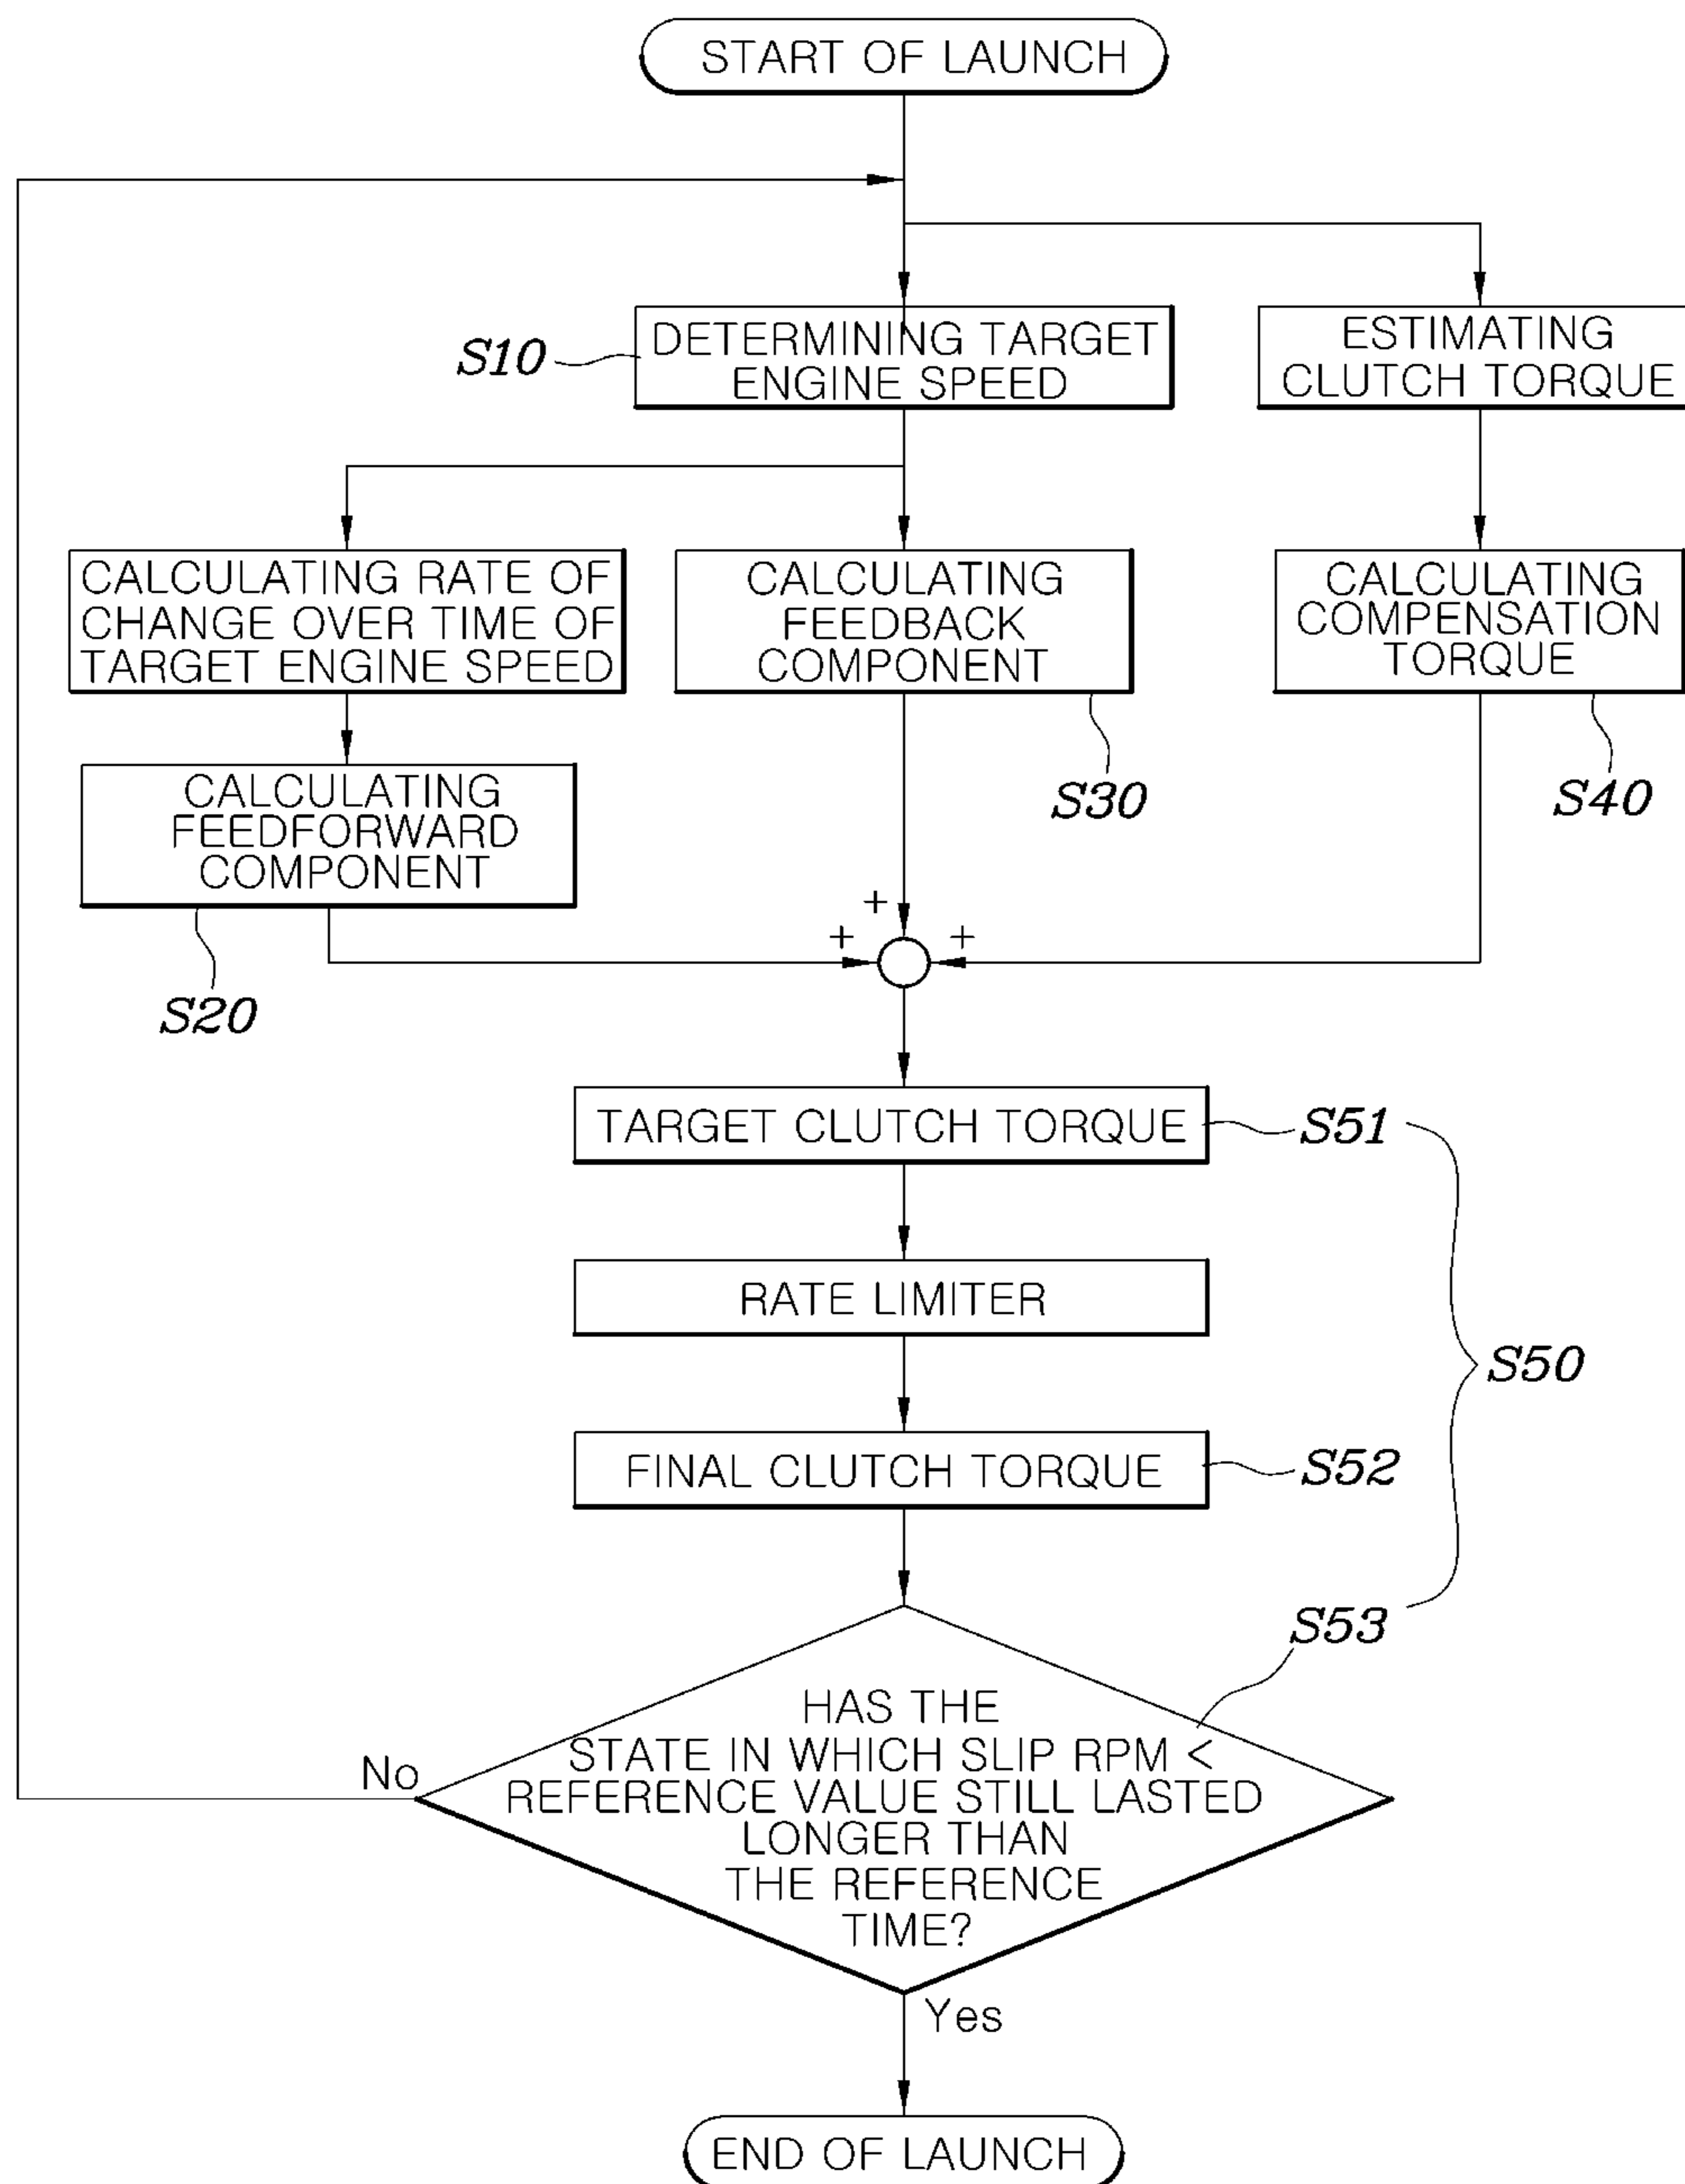 START OF LAUNCH
S10
DETERMINING TARGET
ENGINE SPEED
ESTIMATING
CLUTCH TORQUE
CALCULATING RATE OF
CHANGE OVER TIME OF
TARGET ENGINE SPEED
CALCULATING
FEEDBACK
COMPONENT
CALCULATING
COMPENSATION
TORQUE
S30
S40
CALCULATING
FEEDFORWARD
COMPONENT
S20
+
+
+
TARGET CLUTCH TORQUE
S51
RATE LIMITER
S50
FINAL CLUTCH TORQUE
S52
S53
HAS THE
STATE IN WHICH SLIP RPM <
REFERENCE VALUE STILL LASTED
LONGER THAN
THE REFERENCE
TIME?
No
Yes
END OF LAUNCH